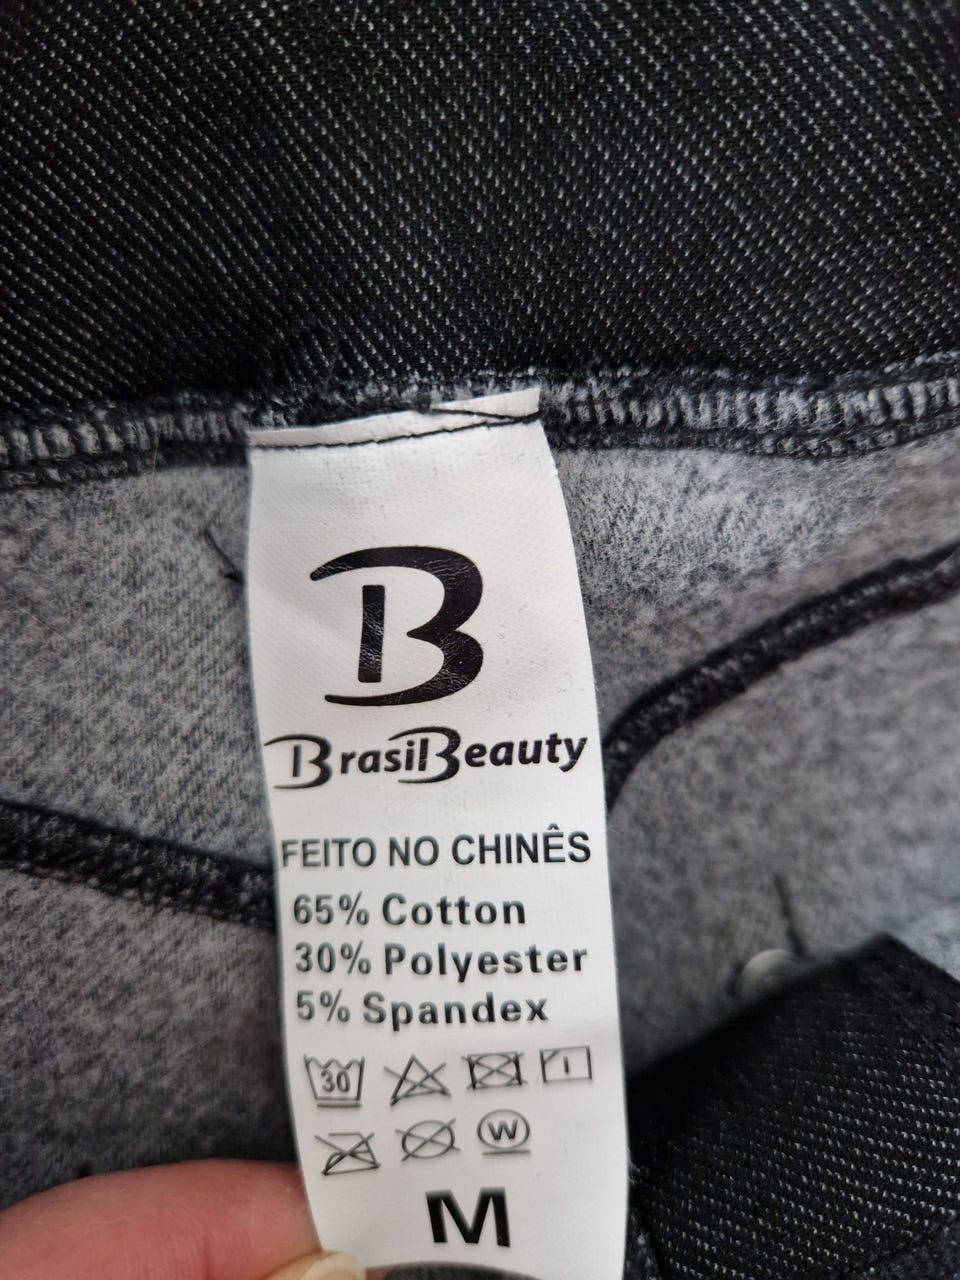 B
BrasilBeauty
FEITO NO CHINÊS
65% Cotton
30% Polyester
5% Spandex
30
W
M